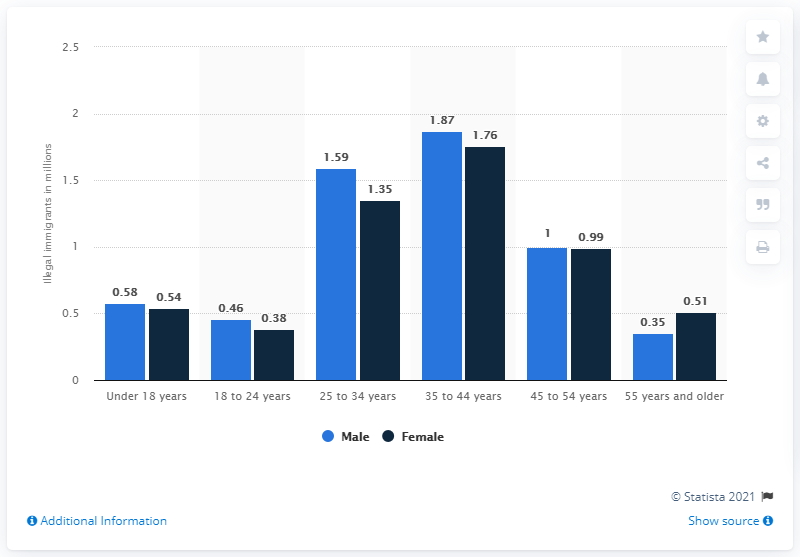 2.5
2
1.5
1
0.5
0
Illegal immigrants in millions
0.58 0.54 0.46 0.38 1.59 1.35 1.87 1.76 1 0.99 0.35 0.51
Under 18 years 18 to 24 years 25 to 34 years 35 to 44 years 45 to 54 years 55 years and older
Male Female
© Statista 2021
Additional Information Show source